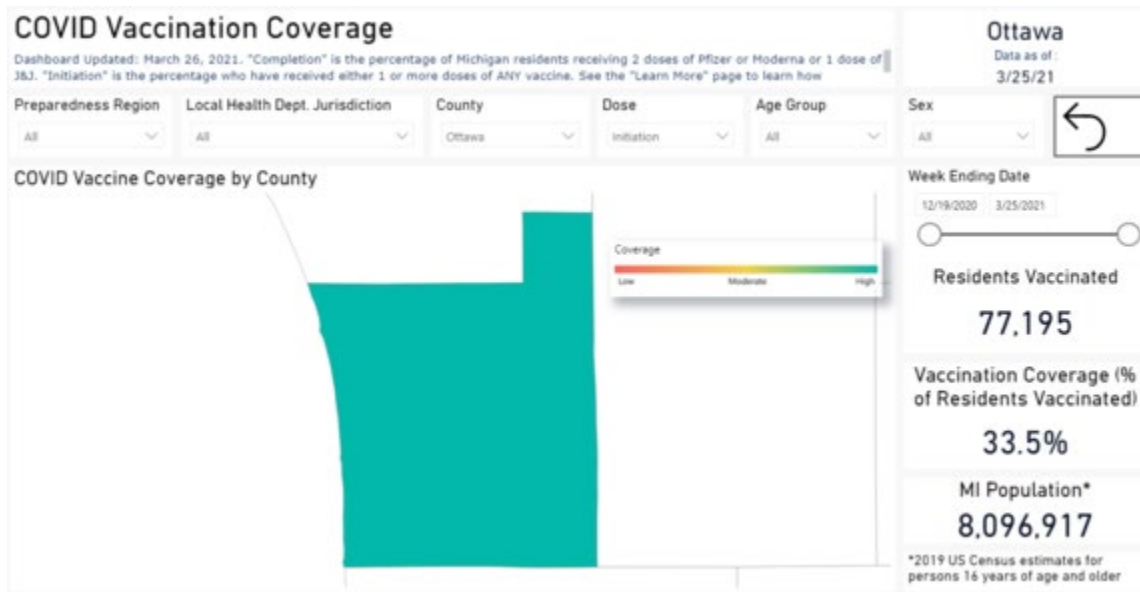 COVID Vaccination Coverage
Dashboard Updated: March 26, 2021. "Completion" is the percentage of Michigan residents receiving 2 doses of Pfizer or Moderna or 1 dose of
J&J. "Initiation" is the percentage who have received either 1 or more doses of ANY vaccine. See the "Learn More" page to learn how
Ottawa
Data as of :
3/25/21
Preparedness Region
All
Local Health Dept. Jurisdiction
All
County
Ottawa
Dose
Initiation
Age Group
All
Sex
All
COVID Vaccine Coverage by County
Coverage
Low Moderate High
Week Ending Date
12/19/2020 3/25/2021
Residents Vaccinated
77,195
Vaccination Coverage (%
of Residents Vaccinated)
33.5%
MI Population*
8,096,917
*2019 US Census estimates for
persons 16 years of age and older